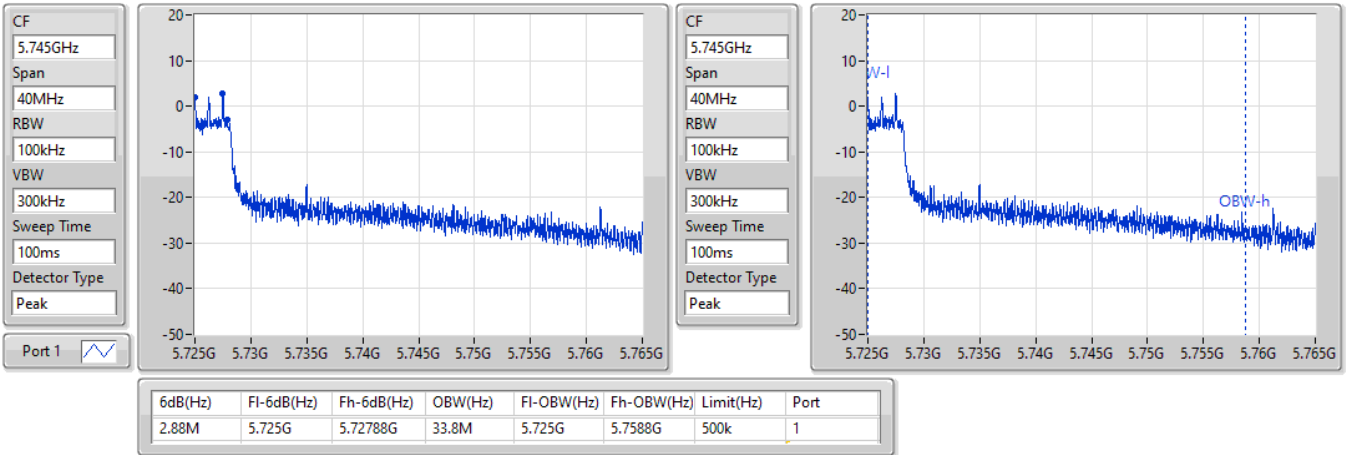 CF
5.745GHz
Span
40MHz
RBW
100kHz
VBW
300kHz
Sweep Time
100ms
Detector Type
Peak
Port 1
20
10
0
-10
-20
-30
-40
-50
5.725G 5.73G 5.735G 5.74G 5.745G 5.75G 5.755G 5.76G 5.765G
CF
5.745GHz
Span
40MHz
RBW
100kHz
VBW
300kHz
Sweep Time
100ms
Detector Type
Peak
20
10
0
-10
-20
-30
-40
-50
W-l
OBW-h
5.725G 5.73G 5.735G 5.74G 5.745G 5.75G 5.755G 5.76G 5.765G
6dB(Hz) Fl-6dB(Hz) Fh-6dB(Hz) OBW(Hz) Fl-OBW(Hz) Fh-OBW(Hz) Limit(Hz) Port
2.88M 5.725G 5.72788G 33.8M 5.725G 5.7588G 500k 1